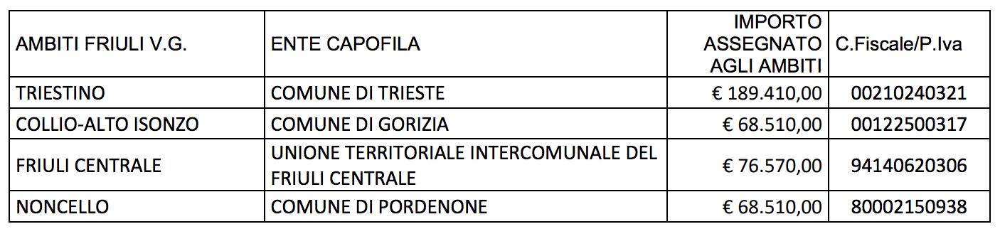 AMBITI FRIULI V.G. ENTE CAPOFILA IMPORTO ASSEGNATO AGLI AMBITI C.Fiscale/P.Iva
TRIESTINO COMUNE DI TRIESTE € 189.410,00 00210240321
COLLIO-ALTO ISONZO COMUNE DI GORIZIA € 68.510,00 00122500317
FRIULI CENTRALE UNIONE TERRITORIALE INTERCOMUNALE DEL FRIULI CENTRALE € 76.570,00 94140620306
NONCELLO COMUNE DI PORDENONE € 68.510,00 80002150938